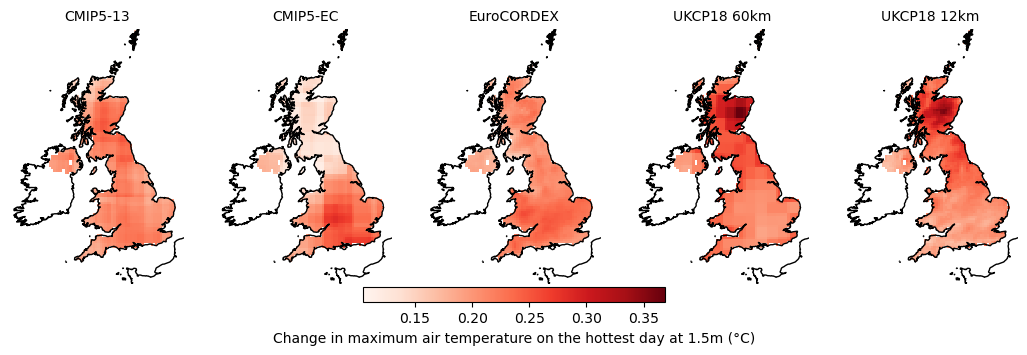 CMIP5-13 CMIP5-EC EuroCORDEX UKCP18 60km UKCP18 12km
0.15 0.20 0.25 0.30 0.35
Change in maximum air temperature on the hottest day at 1.5m (°C)